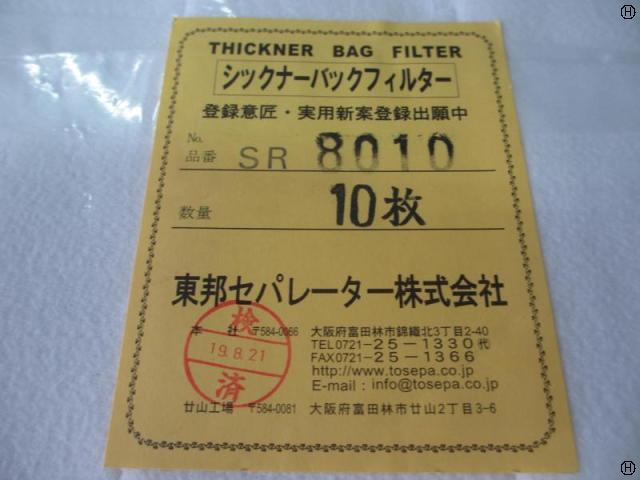 THICKNER BAG FILTER
シックナーバックフィルター
登録意匠・実用新案登録出願中
No.
品番 SR 8010
数量 10枚
東邦セパレーター株式会社
検
19.8.21
済
本社 〒584-0066 大阪府富田林市錦織北3丁目2-40
TEL0721-25-1330㈹
FAX0721-25-1366
http://www.tosepa.co.jp
E-mail : info@tosepa.co.jp
廿山工場 〒584-0081 大阪府富田林市廿山2丁目3-6
H
H